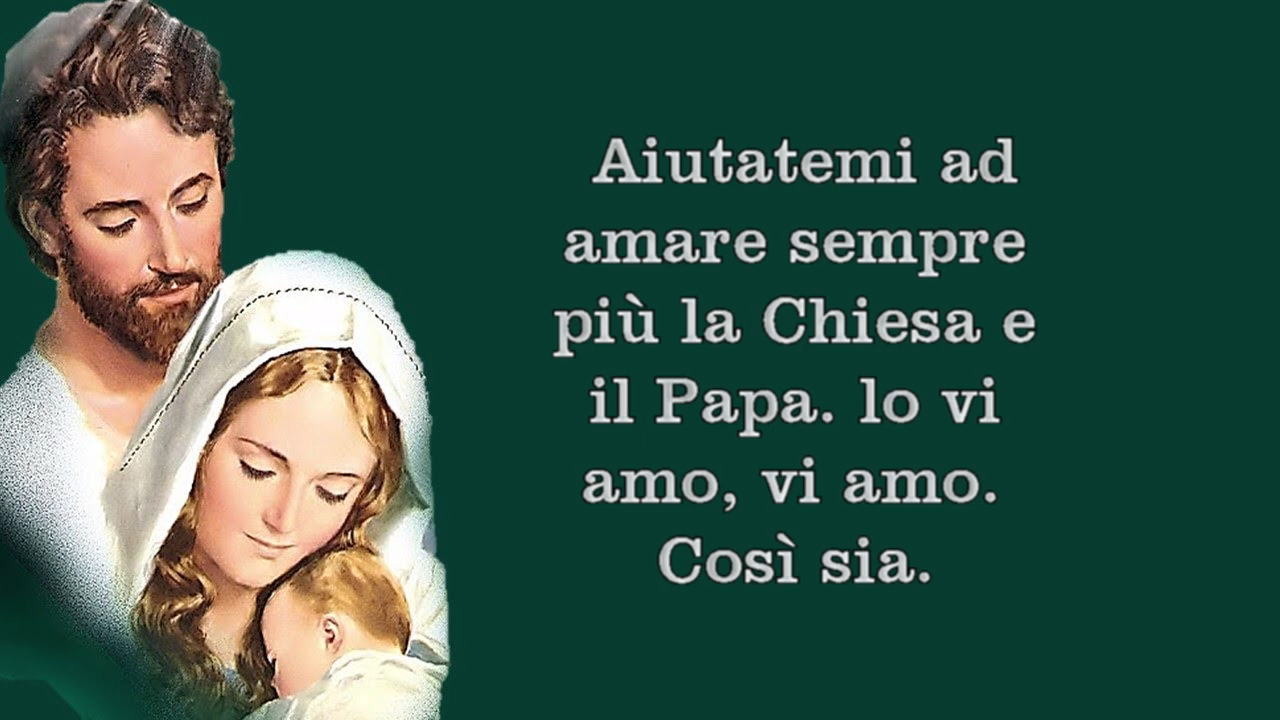 Aiutatemi ad
amare sempre
più la Chiesa e
il Papa. lo vi
amo, vi amo.
Così sia.